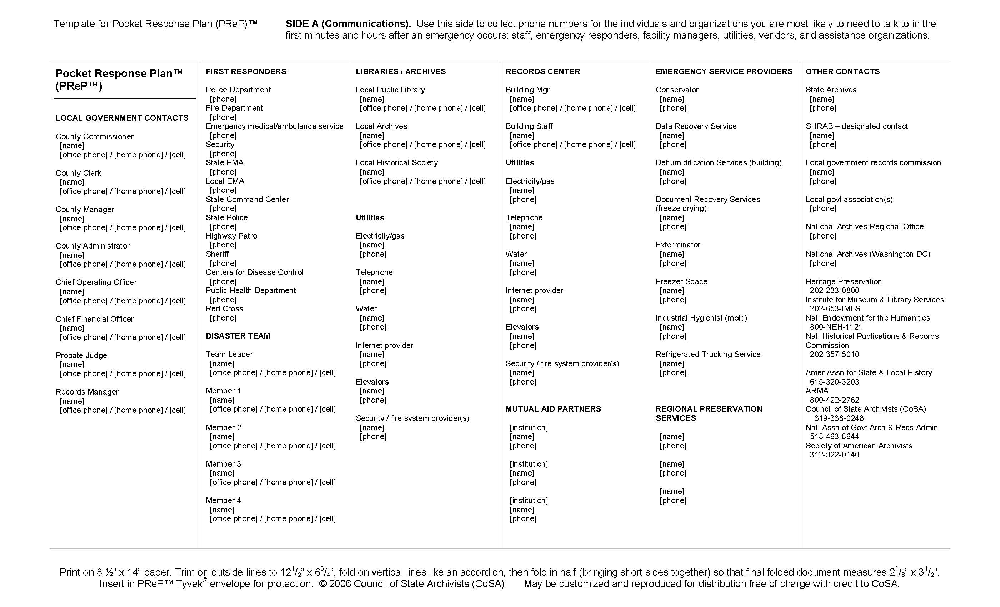 Template for Pocket Response Plan (PReP)™
SIDE A (Communications).  Use this side to collect phone numbers for the individuals and organizations you are most likely to need to talk to in the
first minutes and hours after an emergency occurs: staff, emergency responders, facility managers, utilities, vendors, and assistance organizations.
Pocket Response Plan™
(PReP™)
LOCAL GOVERNMENT CONTACTS
County Commissioner
[name]
[office phone] / [home phone] / [cell]
County Clerk
[name]
[office phone] / [home phone] / [cell]
County Manager
[name]
[office phone] / [home phone] / [cell]
County Administrator
[name]
[office phone] / [home phone] / [cell]
Chief Operating Officer
[name]
[office phone] / [home phone] / [cell]
Chief Financial Officer
[name]
[office phone] / [home phone] / [cell]
Probate Judge
[name]
[office phone] / [home phone] / [cell]
Records Manager
[name]
[office phone] / [home phone] / [cell]
FIRST RESPONDERS
Police Department
[phone]
Fire Department
[phone]
Emergency medical/ambulance service
[phone]
Security
[phone]
State EMA
[phone]
Local EMA
[phone]
State Command Center
[phone]
State Police
[phone]
Highway Patrol
[phone]
Sheriff
[phone]
Centers for Disease Control
[phone]
Public Health Department
[phone]
Red Cross
[phone]
DISASTER TEAM
Team Leader
[name]
[office phone] / [home phone] / [cell]
Member 1
[name]
[office phone] / [home phone] / [cell]
Member 2
[name]
[office phone] / [home phone] / [cell]
Member 3
[name]
[office phone] / [home phone] / [cell]
Member 4
[name]
[office phone] / [home phone] / [cell]
LIBRARIES / ARCHIVES
Local Public Library
[name]
[office phone] / [home phone] / [cell]
Local Archives
[name]
[office phone] / [home phone] / [cell]
Local Historical Society
[name]
[office phone] / [home phone] / [cell]
Utilities
Electricity/gas
[name]
[phone]
Telephone
[name]
[phone]
Water
[name]
[phone]
Internet provider
[name]
[phone]
Elevators
[name]
[phone]
Security / fire system provider(s)
[name]
[phone]
RECORDS CENTER
Building Mgr
[name]
[office phone] / [home phone] / [cell]
Building Staff
[name]
[office phone] / [home phone] / [cell]
Utilities
Electricity/gas
[name]
[phone]
Telephone
[name]
[phone]
Water
[name]
[phone]
Internet provider
[name]
[phone]
Elevators
[name]
[phone]
Security / fire system provider(s)
[name]
[phone]
MUTUAL AID PARTNERS
[institution]
[name]
[phone]
[institution]
[name]
[phone]
[institution]
[name]
[phone]
EMERGENCY SERVICE PROVIDERS
Conservator
[name]
[phone]
Data Recovery Service
[name]
[phone]
Dehumidification Services (building)
[name]
[phone]
Document Recovery Services
(freeze drying)
[name]
[phone]
Exterminator
[name]
[phone]
Freezer Space
[name]
[phone]
Industrial Hygienist (mold)
[name]
[phone]
Refrigerated Trucking Service
[name]
[phone]
REGIONAL PRESERVATION
SERVICES
[name]
[phone]
[name]
[phone]
[name]
[phone]
OTHER CONTACTS
State Archives
[name]
[phone]
SHRAB – designated contact
[name]
[phone]
Local government records commission
[name]
[phone]
Local govt association(s)
[phone]
National Archives Regional Office
[phone]
National Archives (Washington DC)
[phone]
Heritage Preservation
202-233-0800
Institute for Museum & Library Services
202-653-IMLS
Natl Endowment for the Humanities
800-NEH-1121
Natl Historical Publications & Records
Commission
202-357-5010
Amer Assn for State & Local History
615-320-3203
ARMA
800-422-2762
Council of State Archivists (CoSA)
319-338-0248
Natl Assn of Govt Arch & Recs Admin
518-463-8644
Society of American Archivists
312-922-0140
Print on 8 ½” x 14” paper. Trim on outside lines to 12¹/₂” x 6³/₄”, fold on vertical lines like an accordion, then fold in half (bringing short sides together) so that final folded document measures 2¹/₈” x 3¹/₂”.
Insert in PReP™ Tyvek® envelope for protection.  © 2006 Council of State Archivists (CoSA)      May be customized and reproduced for distribution free of charge with credit to CoSA.